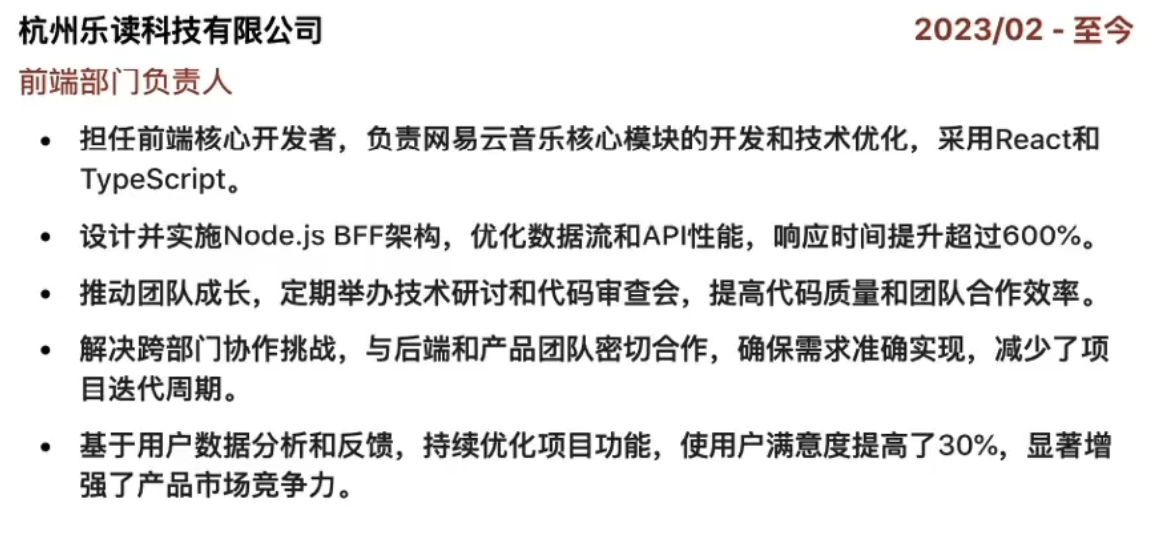 杭州乐读科技有限公司 2023/02 - 至今
前端部门负责人
• 担任前端核心开发者，负责网易云音乐核心模块的开发和技术优化，采用React和
TypeScript。
• 设计并实施Node.js BFF架构，优化数据流和API性能，响应时间提升超过600%。
• 推动团队成长，定期举办技术研讨和代码审查会，提高代码质量和团队合作效率。
• 解决跨部门协作挑战，与后端和产品团队密切合作，确保需求准确实现，减少了项
目迭代周期。
• 基于用户数据分析和反馈，持续优化项目功能，使用户满意度提高了30%，显著增
强了产品市场竞争力。